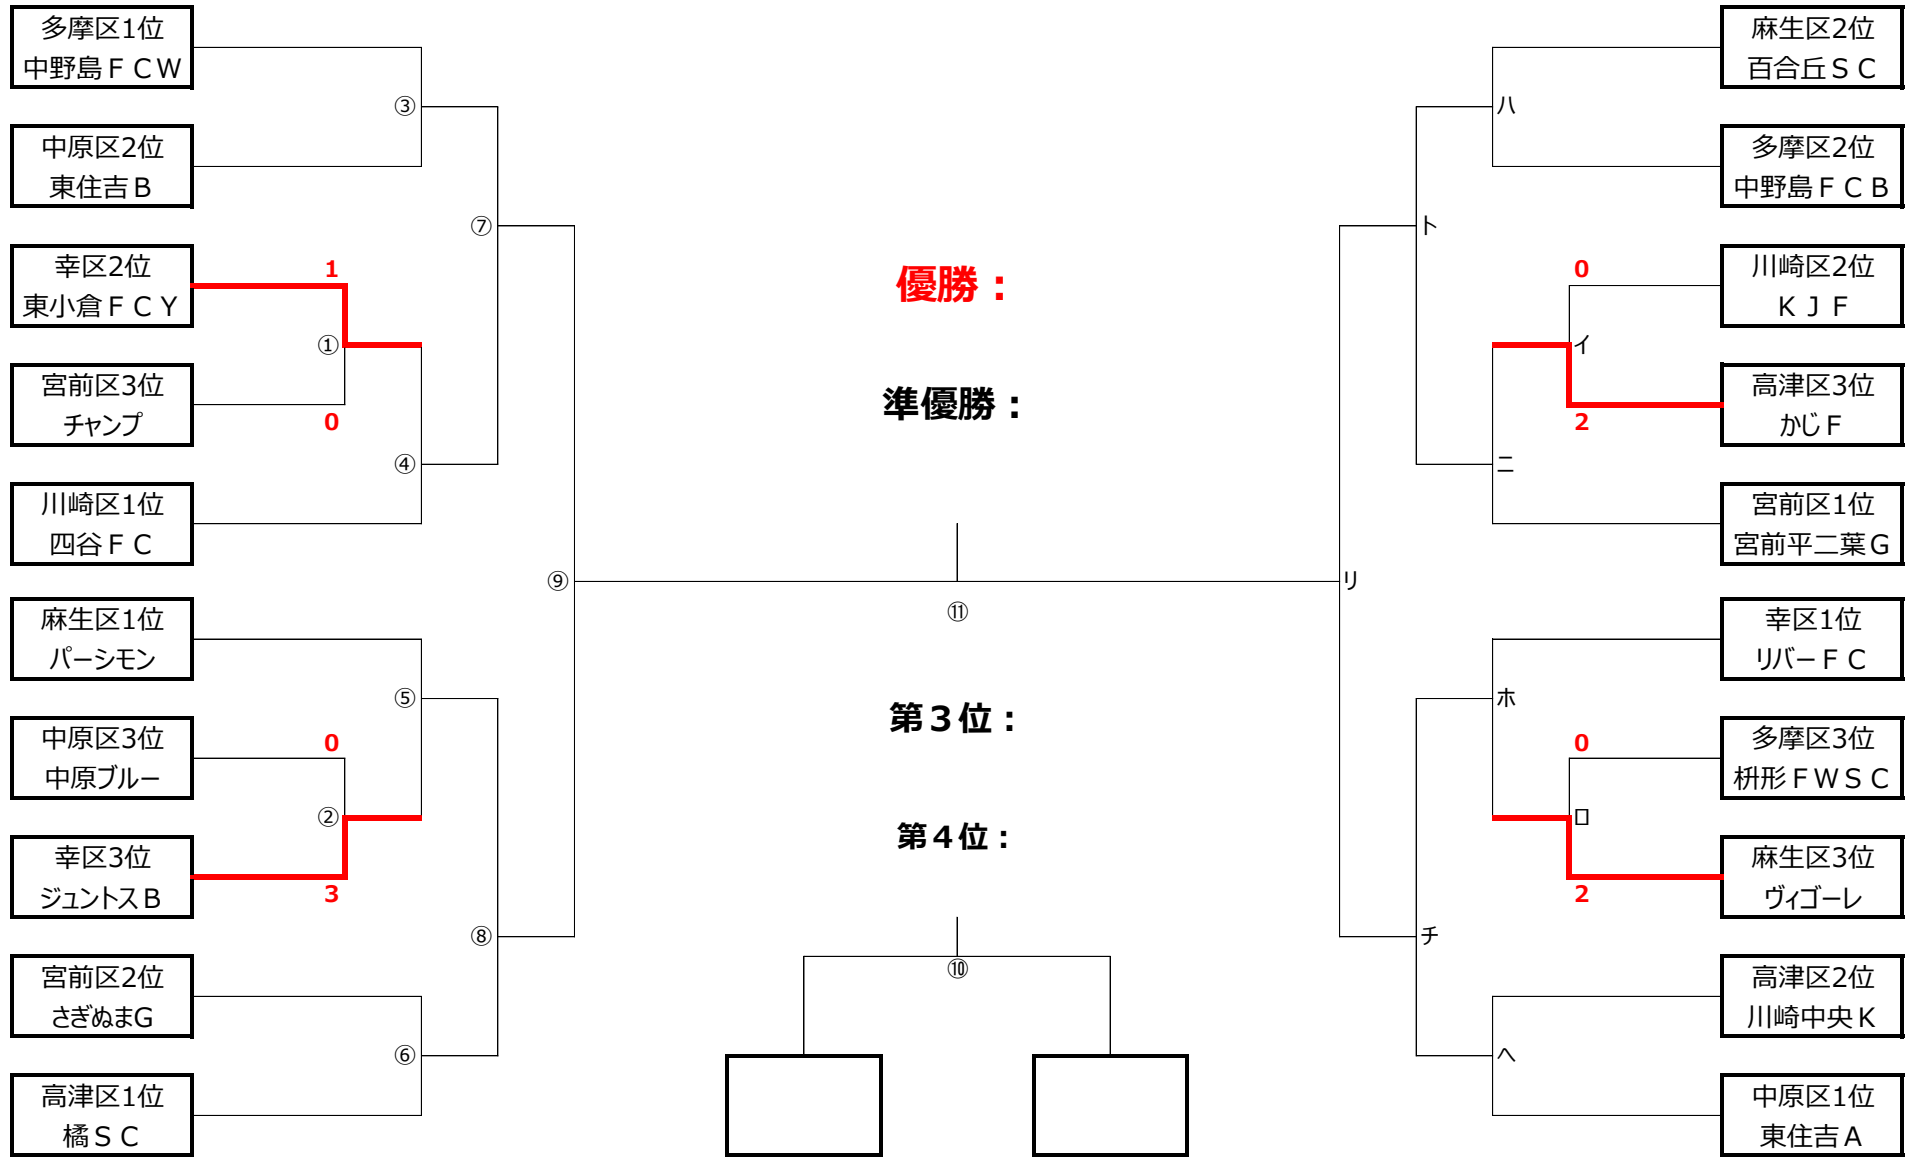 多摩区1位
中野島ＦＣＷ
③
中原区2位
東住吉Ｂ
⑦
幸区2位
東小倉ＦＣＹ
1
①
宮前区3位
チャンプ
0
④
川崎区1位
四谷ＦＣ
⑨
麻生区1位
パーシモン
⑤
中原区3位
中原ブルー
0
②
幸区3位
ジュントスＢ
3
⑧
宮前区2位
さぎぬまG
⑥
高津区1位
橘ＳＣ
優勝：
準優勝：
⑪
第３位：
第４位：
⑩
麻生区2位
百合丘ＳＣ
ハ
多摩区2位
中野島ＦＣＢ
ト
川崎区2位
ＫＪＦ
0
イ
高津区3位
かじＦ
2
ニ
宮前区1位
宮前平二葉Ｇ
リ
幸区1位
リバーＦＣ
ホ
多摩区3位
枡形ＦＷＳＣ
0
ロ
麻生区3位
ヴィゴーレ
2
チ
高津区2位
川崎中央Ｋ
ヘ
中原区1位
東住吉Ａ